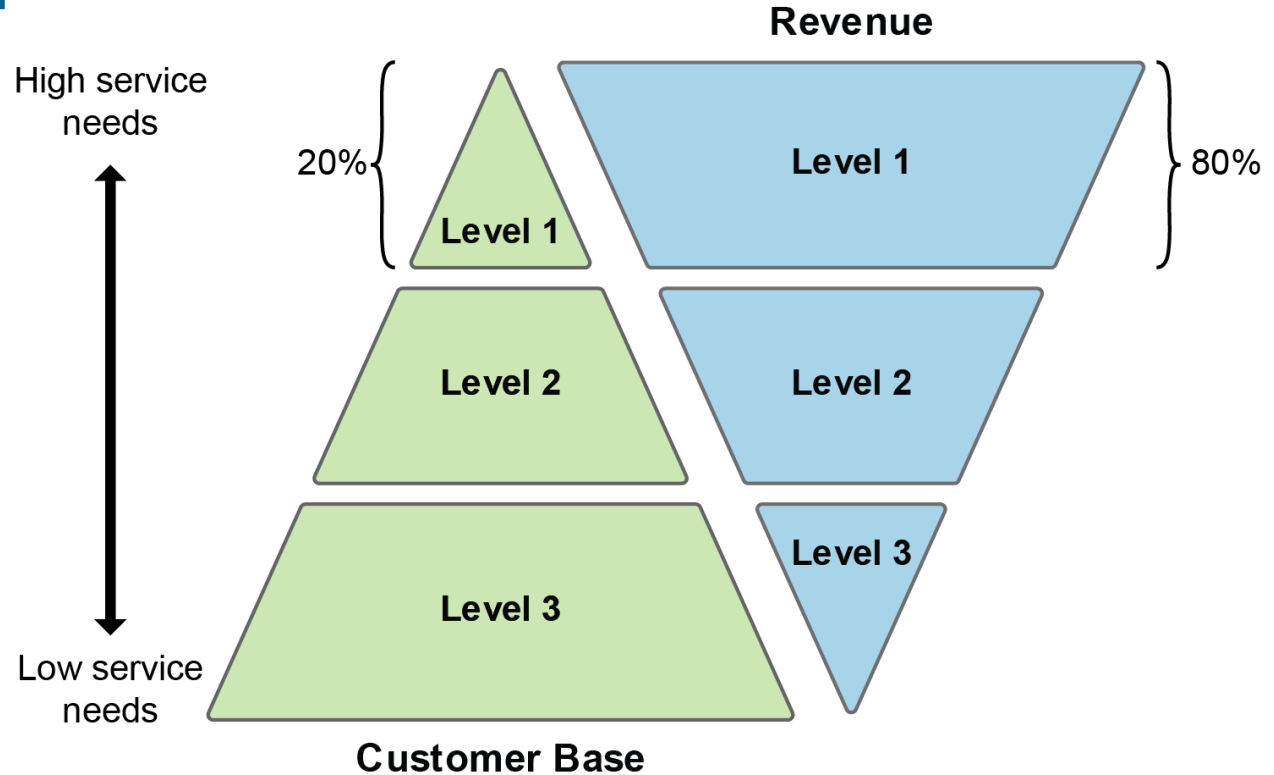 Revenue
High service
needs
20%
80%
Level 1
Level 1
Level 2
Level 2
Level 3
Level 3
Low service
needs
Customer Base